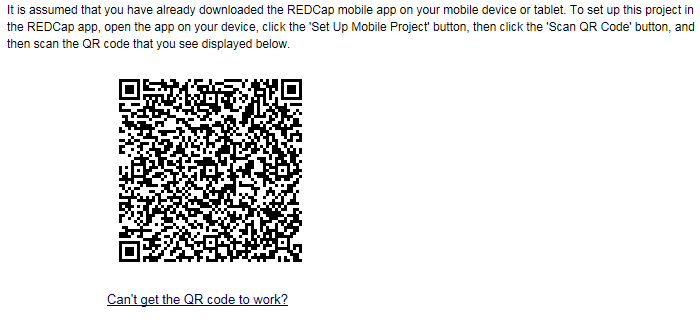 It is assumed that you have already downloaded the REDCap mobile app on your mobile device or tablet. To set up this project in
the REDCap app, open the app on your device, click the 'Set Up Mobile Project' button, then click the 'Scan QR Code' button, and
then scan the QR code that you see displayed below.
Can't get the QR code to work?